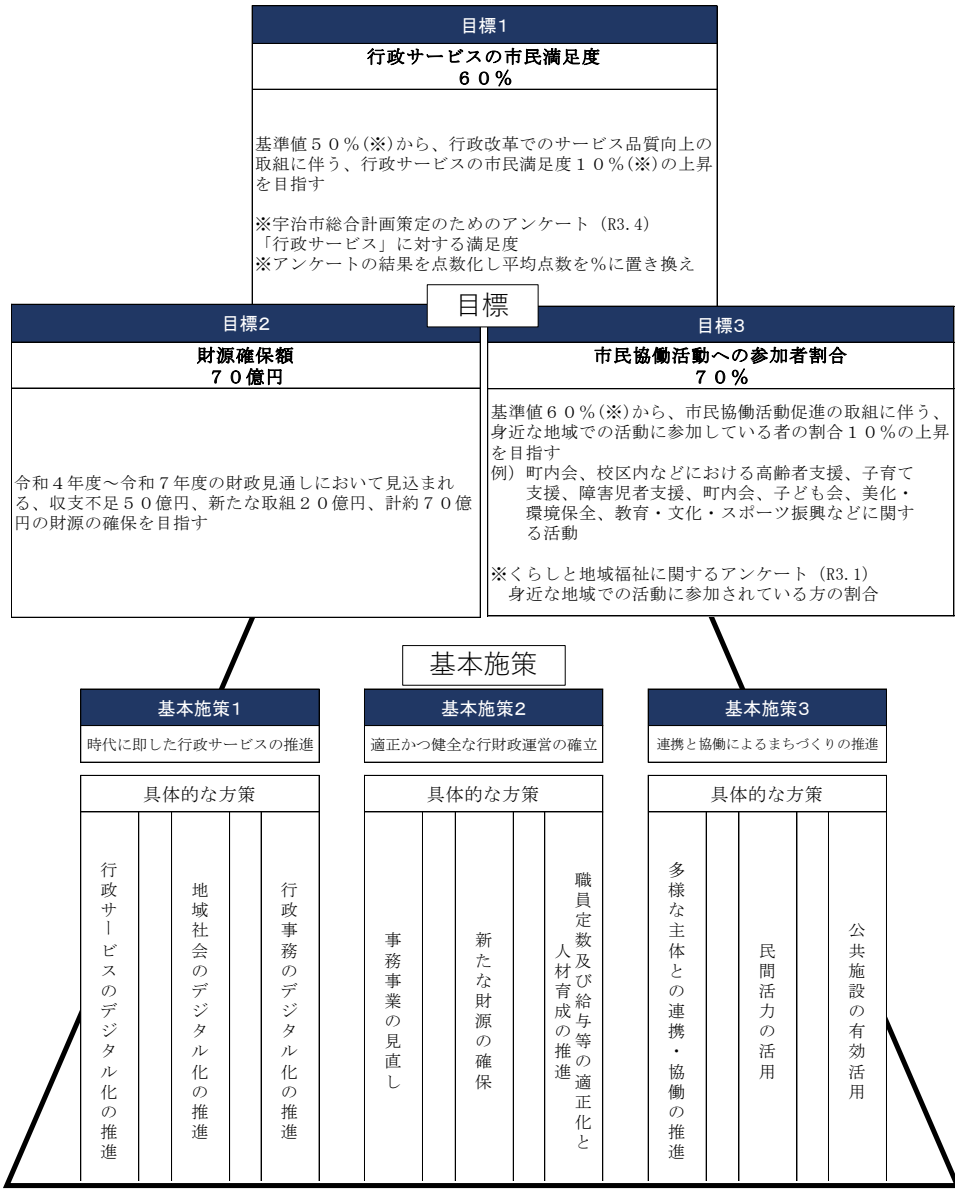 目標1
行政サービスの市民満足度
６０％
基準値５０％(※)から、行政改革でのサービス品質向上の
取組に伴う、行政サービスの市民満足度１０％(※)の上昇
を目指す
※宇治市総合計画策定のためのアンケート（R3.4）
「行政サービス」に対する満足度
※アンケートの結果を点数化し平均点数を％に置き換え
目標
目標2
財源確保額
７０億円
令和４年度～令和７年度の財政見通しにおいて見込まれ
る、収支不足５０億円、新たな取組２０億円、計約７０億
円の財源の確保を目指す
目標3
市民協働活動への参加者割合
７０％
基準値６０％(※)から、市民協働活動促進の取組に伴う、
身近な地域での活動に参加している者の割合１０％の上昇
を目指す
例）町内会、校区内などにおける高齢者支援、子育て
支援、障害児者支援、町内会、子ども会、美化・
環境保全、教育・文化・スポーツ振興などに関す
る活動
※くらしと地域福祉に関するアンケート（R3.1）
身近な地域での活動に参加されている方の割合
基本施策
基本施策1
時代に即した行政サービスの推進
具体的な方策
行政サービスのデジタル化の推進
地域社会のデジタル化の推進
行政事務のデジタル化の推進
基本施策2
適正かつ健全な行財政運営の確立
具体的な方策
事務事業の見直し
新たな財源の確保
職員定数及び給与等の適正化と
人材育成の推進
基本施策3
連携と協働によるまちづくりの推進
具体的な方策
多様な主体との連携・協働の推進
民間活力の活用
公共施設の有効活用